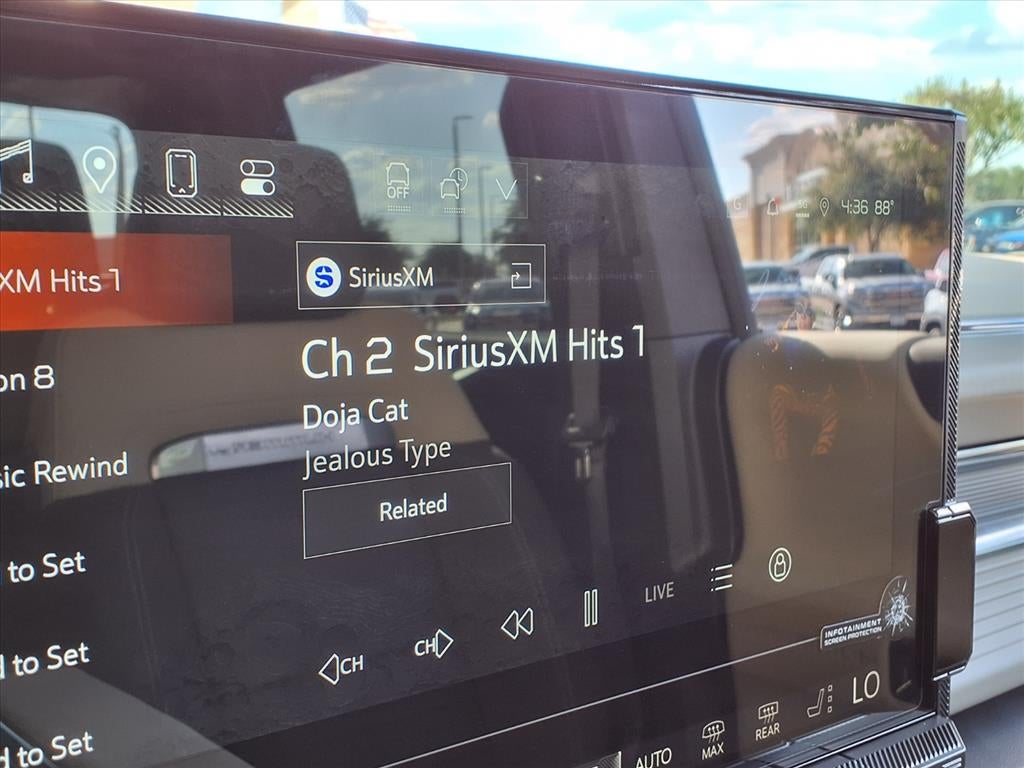 OFF
G
5G
4:36 88°
XM Hits 1
SiriusXM
Ch 2 SiriusXM Hits 1
on 8
Doja Cat
Jealous Type
sic Rewind
Related
to Set
LIVE
CH
CH
d to Set
INFOTAINMENT
SCREEN PROTECTION
LO
d to Set
AUTO
MAX
REAR